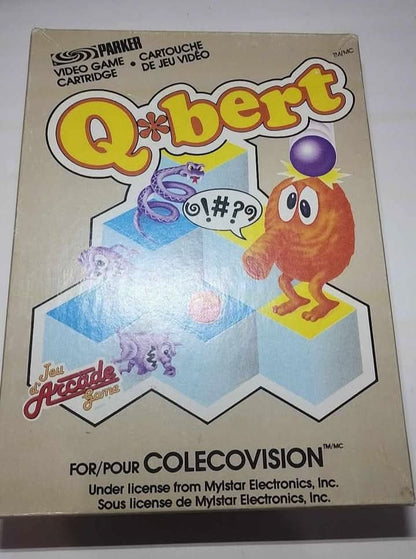 PARKER
VIDEO GAME CARTRIDGE • CARTOUCHE DE JEU VIDÉO
TM/MC
Q*bert
@!#?@
Jeu
d'Arcade
Game
FOR/POUR COLECOVISION TM/MC
Under license from Mylstar Electronics, Inc.
Sous license de Mylstar Electronics, Inc.